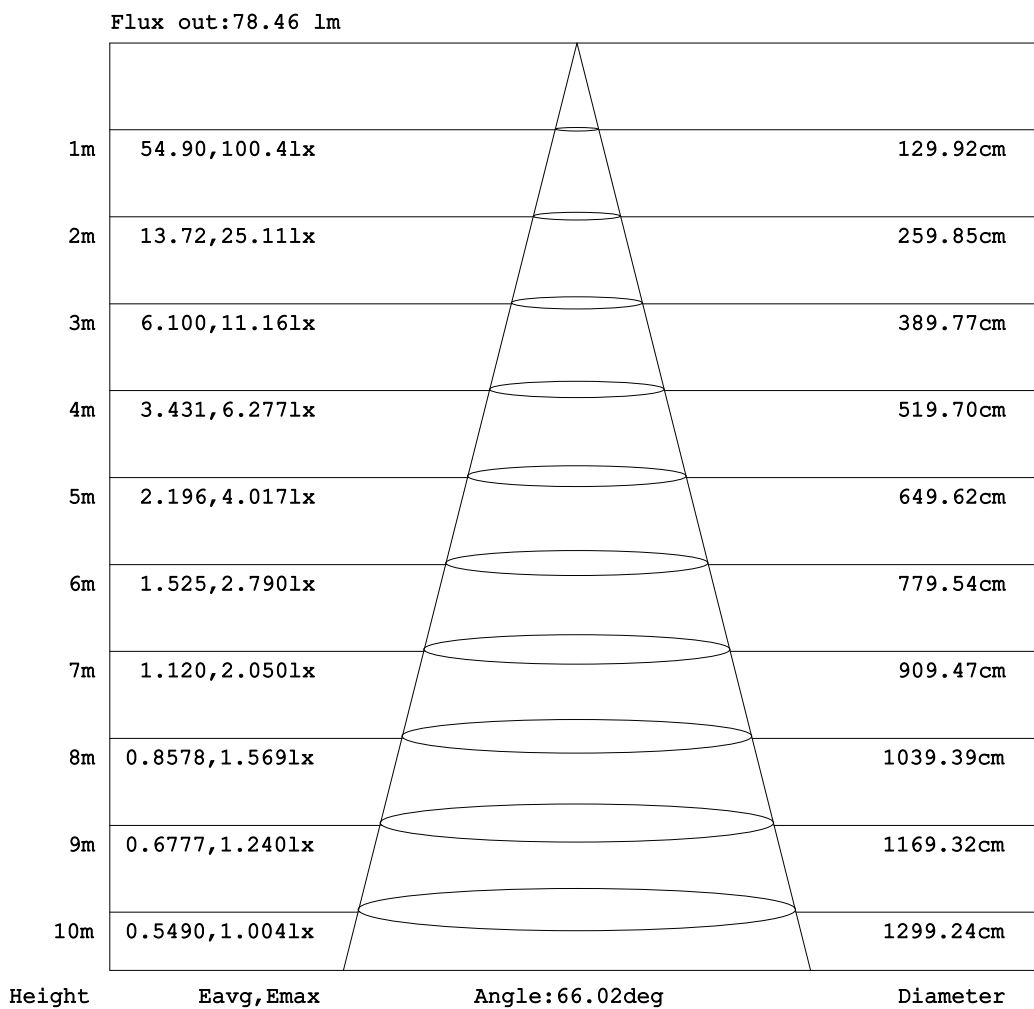 Flux out:78.46 lm
1m 54.90,100.4lx 129.92cm
2m 13.72,25.11lx 259.85cm
3m 6.100,11.16lx 389.77cm
4m 3.431,6.277lx 519.70cm
5m 2.196,4.017lx 649.62cm
6m 1.525,2.790lx 779.54cm
7m 1.120,2.050lx 909.47cm
8m 0.8578,1.569lx 1039.39cm
9m 0.6777,1.240lx 1169.32cm
10m 0.5490,1.004lx 1299.24cm
Height Eavg,Emax Angle:66.02deg Diameter